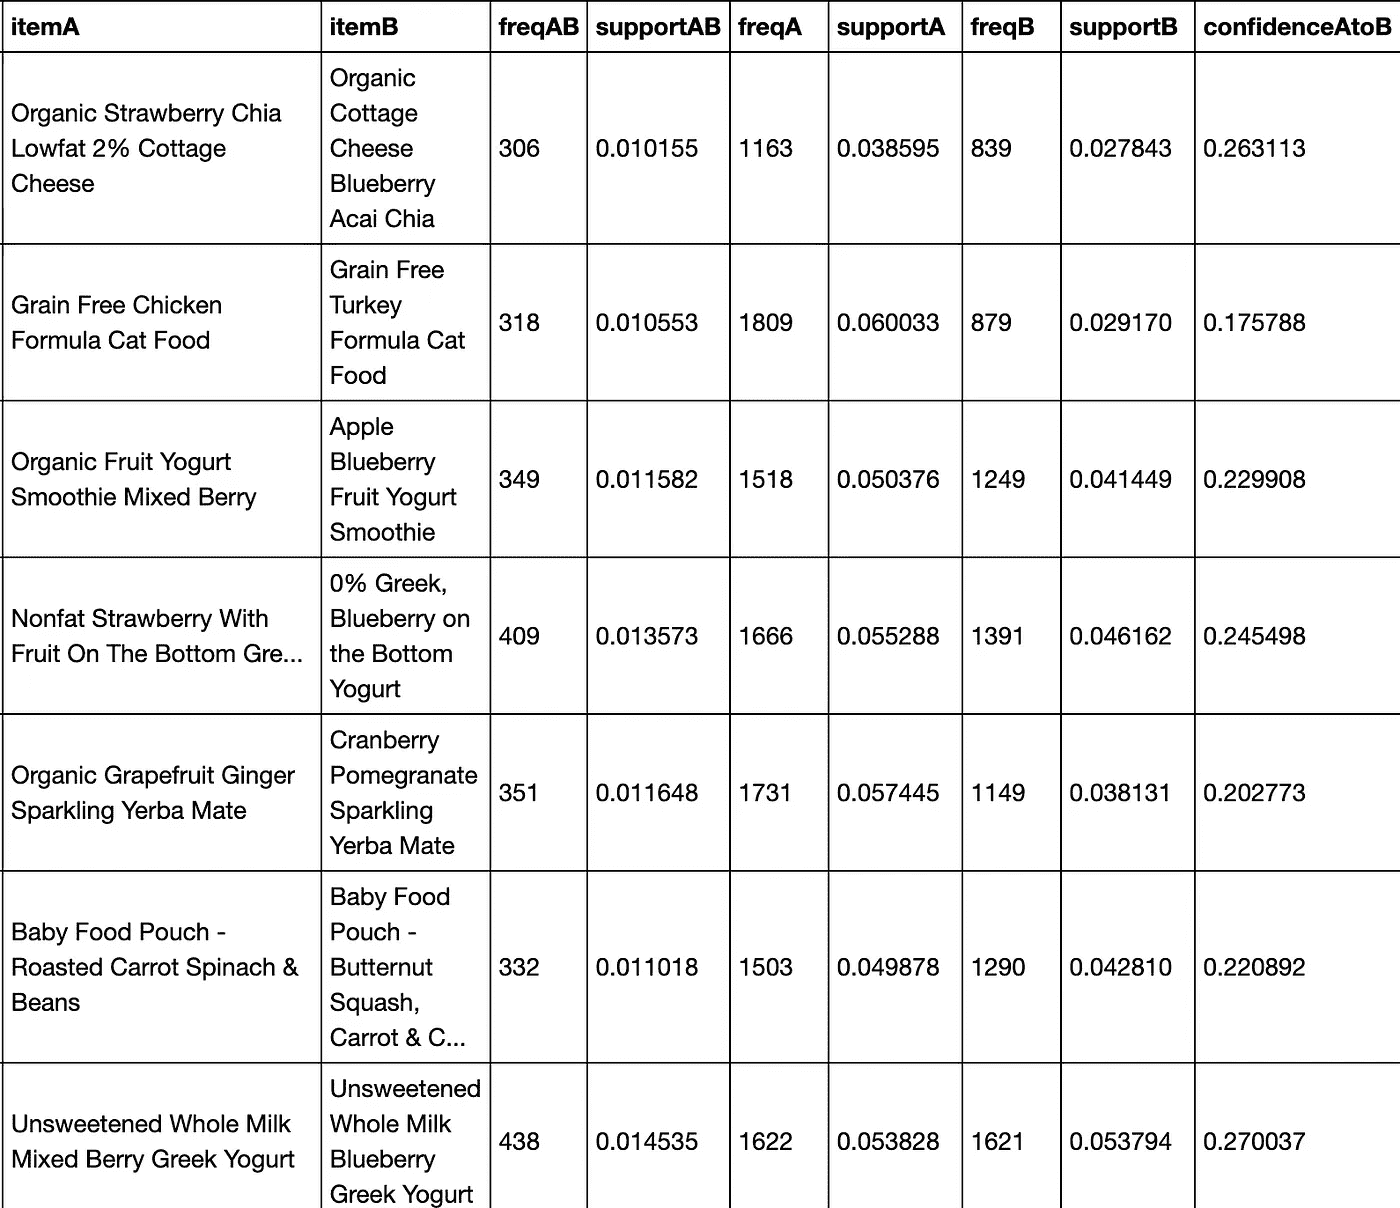 itemA itemB freqAB supportAB freqA supportA freqB supportB confidenceAtoB
Organic Strawberry Chia
Lowfat 2% Cottage
Cheese
Organic
Cottage
Cheese
Blueberry
Acai Chia
306 0.010155 1163 0.038595 839 0.027843 0.263113
Grain Free Chicken
Formula Cat Food
Grain Free
Turkey
Formula Cat
Food
318 0.010553 1809 0.060033 879 0.029170 0.175788
Organic Fruit Yogurt
Smoothie Mixed Berry
Apple
Blueberry
Fruit Yogurt
Smoothie
349 0.011582 1518 0.050376 1249 0.041449 0.229908
Nonfat Strawberry With
Fruit On The Bottom Gre...
0% Greek,
Blueberry on
the Bottom
Yogurt
409 0.013573 1666 0.055288 1391 0.046162 0.245498
Organic Grapefruit Ginger
Sparkling Yerba Mate
Cranberry
Pomegranate
Sparkling
Yerba Mate
351 0.011648 1731 0.057445 1149 0.038131 0.202773
Baby Food Pouch -
Roasted Carrot Spinach &
Beans
Baby Food
Pouch -
Butternut
Squash,
Carrot & C...
332 0.011018 1503 0.049878 1290 0.042810 0.220892
Unsweetened Whole Milk
Mixed Berry Greek Yogurt
Unsweetened
Whole Milk
Blueberry
Greek Yogurt
438 0.014535 1622 0.053828 1621 0.053794 0.270037